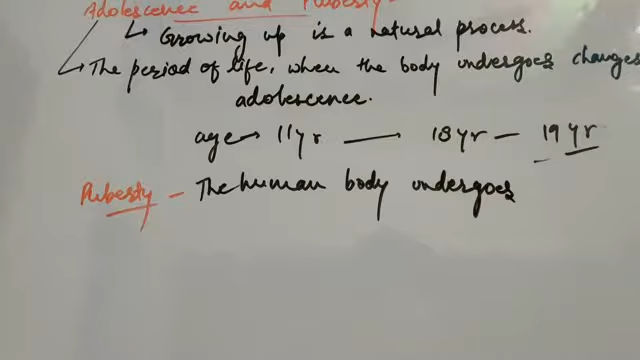 Adolescence and Puberty -
Growing up is a natural process.
The period of life, when the body undergoes changes
adolescence.
age → 11yr —— 18yr - 19yr
Puberty - The human body undergoes